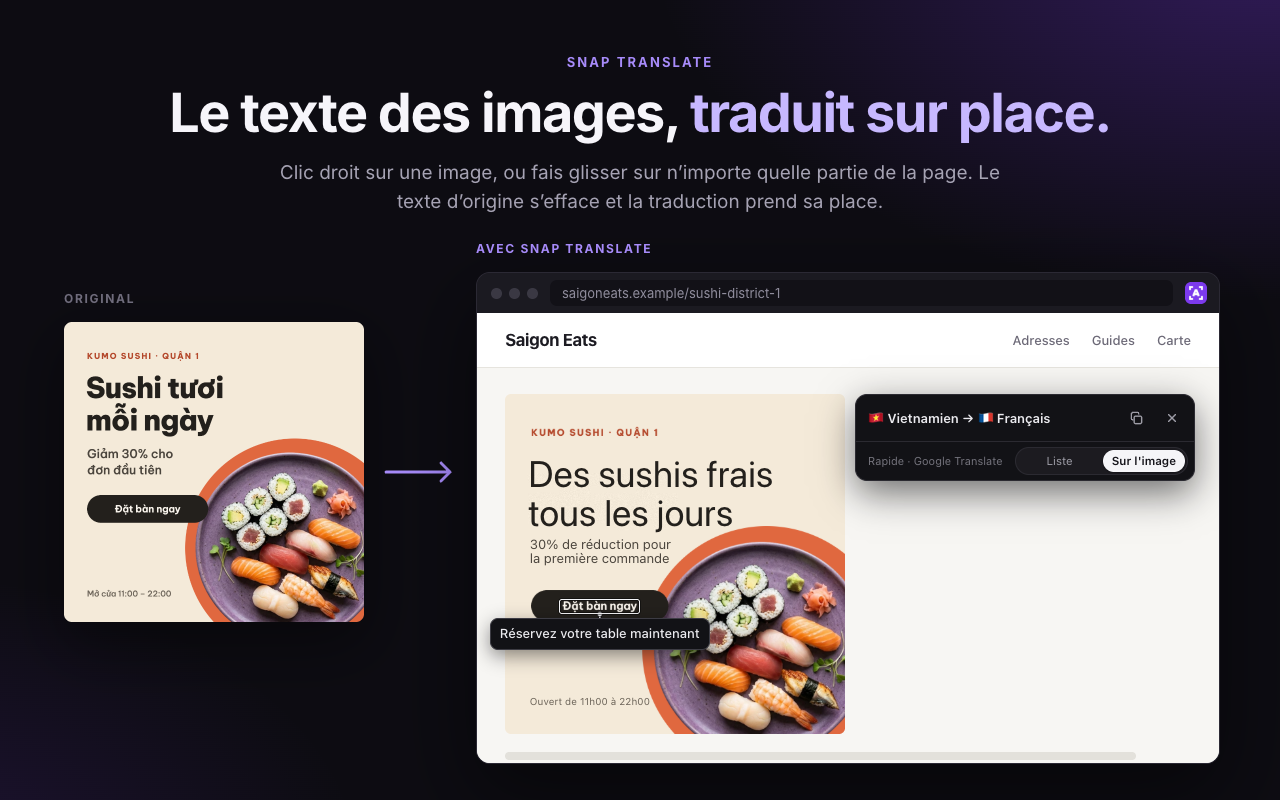 SNAP TRANSLATE
Le texte des images, traduit sur place.
Clic droit sur une image, ou fais glisser sur n’importe quelle partie de la page. Le
texte d’origine s’efface et la traduction prend sa place.
ORIGINAL
KUMO SUSHI · QUẬN 1
Sushi tươi
mỗi ngày
Giảm 30% cho
đơn đầu tiên
Đặt bàn ngay
Mở cửa 11:00 – 22:00
AVEC SNAP TRANSLATE
saigoneats.example/sushi-district-1
Saigon Eats
Adresses Guides Carte
KUMO SUSHI · QUẬN 1
Des sushis frais
tous les jours
30% de réduction pour
la première commande
Đặt bàn ngay
Réservez votre table maintenant
Ouvert de 11h00 à 22h00
🇻🇳 Vietnamien → 🇫🇷 Français
Rapide · Google Translate Liste Sur l'image